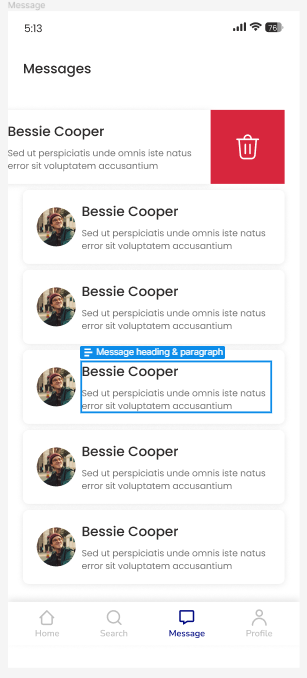 Message
5:13
76
Messages
Bessie Cooper
Sed ut perspiciatis unde omnis iste natus
error sit voluptatem accusantium
Bessie Cooper
Sed ut perspiciatis unde omnis iste natus
error sit voluptatem accusantium
Bessie Cooper
Sed ut perspiciatis unde omnis iste natus
error sit voluptatem accusantium
Message heading & paragraph
Bessie Cooper
Sed ut perspiciatis unde omnis iste natus
error sit voluptatem accusantium
Bessie Cooper
Sed ut perspiciatis unde omnis iste natus
error sit voluptatem accusantium
Bessie Cooper
Sed ut perspiciatis unde omnis iste natus
error sit voluptatem accusantium
Home Search Message Profile